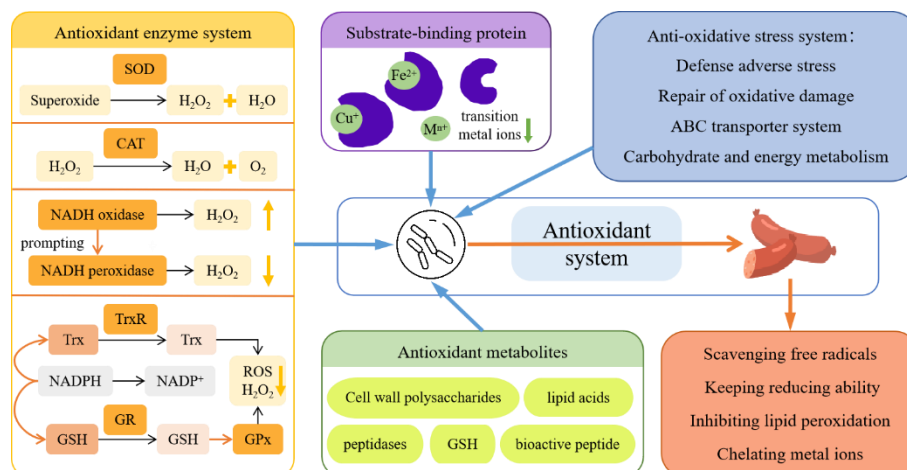 Antioxidant enzyme system
SOD
Superoxide H₂O₂ + H₂O
CAT
H₂O₂ H₂O + O₂
NADH oxidase H₂O₂
prompting
NADH peroxidase H₂O₂
TrxR
Trx Trx
NADPH NADP⁺
ROS
H₂O₂
GR
GSH GSH GPx
Substrate-binding protein
Fe²⁺
Cu⁺
Mⁿ⁺
transition
metal ions
Anti-oxidative stress system：
Defense adverse stress
Repair of oxidative damage
ABC transporter system
Carbohydrate and energy metabolism
Antioxidant
system
Antioxidant metabolites
Cell wall polysaccharides lipid acids
peptidases GSH bioactive peptide
Scavenging free radicals
Keeping reducing ability
Inhibiting lipid peroxidation
Chelating metal ions